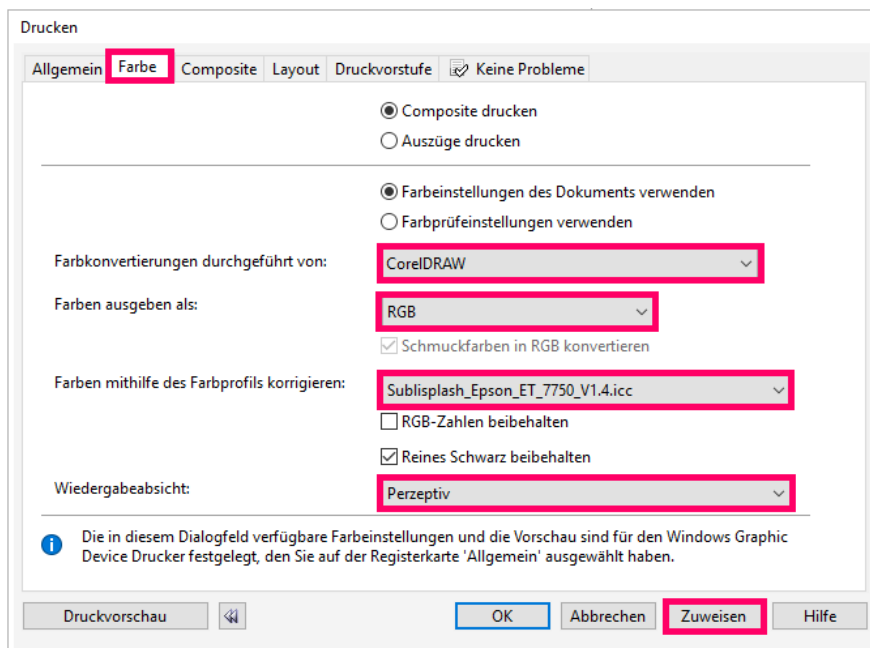 Drucken
Allgemein Farbe Composite Layout Druckvorstufe Keine Probleme
Composite drucken
Auszüge drucken
Farbeinstellungen des Dokuments verwenden
Farbprüfeinstellungen verwenden
Farbkonvertierungen durchgeführt von: CorelDRAW
Farben ausgeben als: RGB
Schmuckfarben in RGB konvertieren
Farben mithilfe des Farbprofils korrigieren: Sublisplash_Epson_ET_7750_V1.4.icc
RGB-Zahlen beibehalten
Reines Schwarz beibehalten
Wiedergabeabsicht: Perzeptiv
Die in diesem Dialogfeld verfügbare Farbeinstellungen und die Vorschau sind für den Windows Graphic
Device Drucker festgelegt, den Sie auf der Registerkarte 'Allgemein' ausgewählt haben.
Druckvorschau OK Abbrechen Zuweisen Hilfe